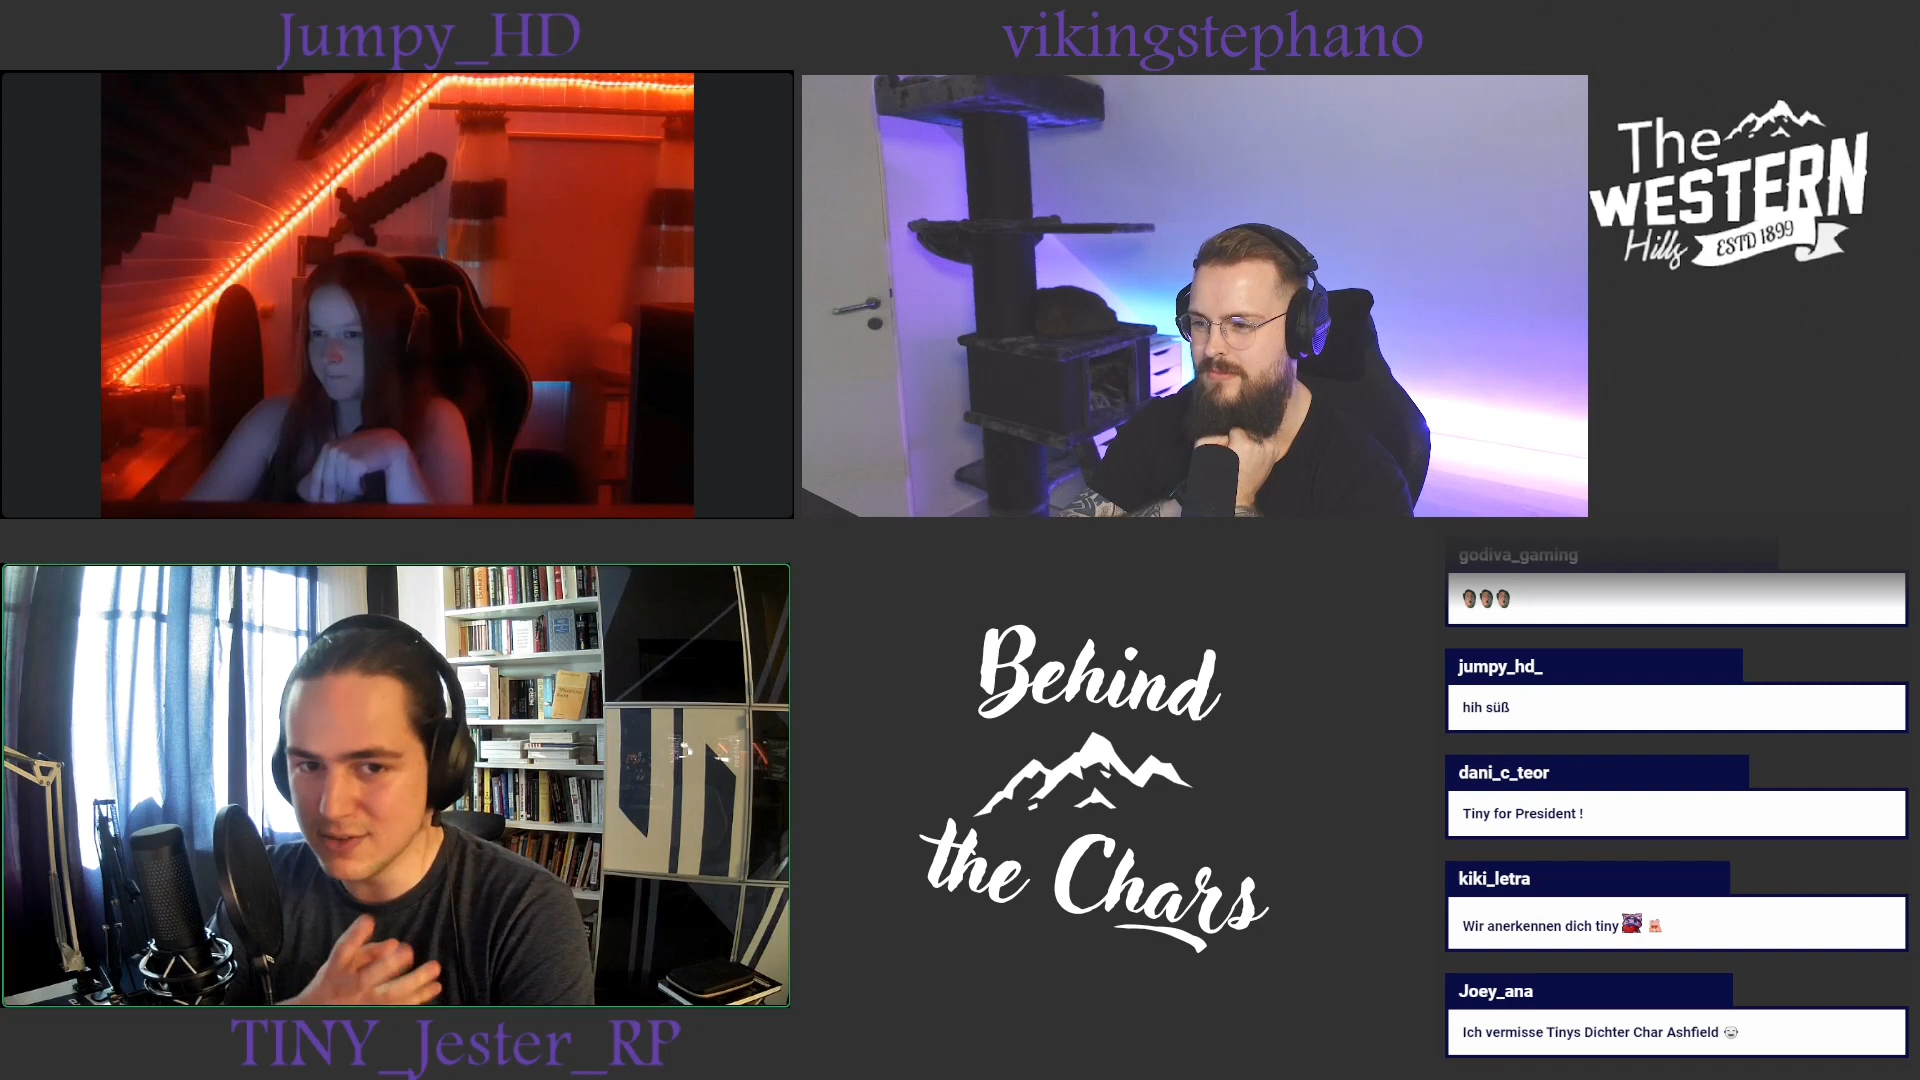 Jumpy_HD
vikingstephano
The
WESTERN
Hills
ESTD 1899
godiva_gaming
jumpy_hd_
hih süß
dani_c_teor
Tiny for President !
kiki_letra
Wir anerkennen dich tiny
Joey_ana
Ich vermisse Tinys Dichter Char Ashfield
Behind
the Chars
TINY_Jester_RP